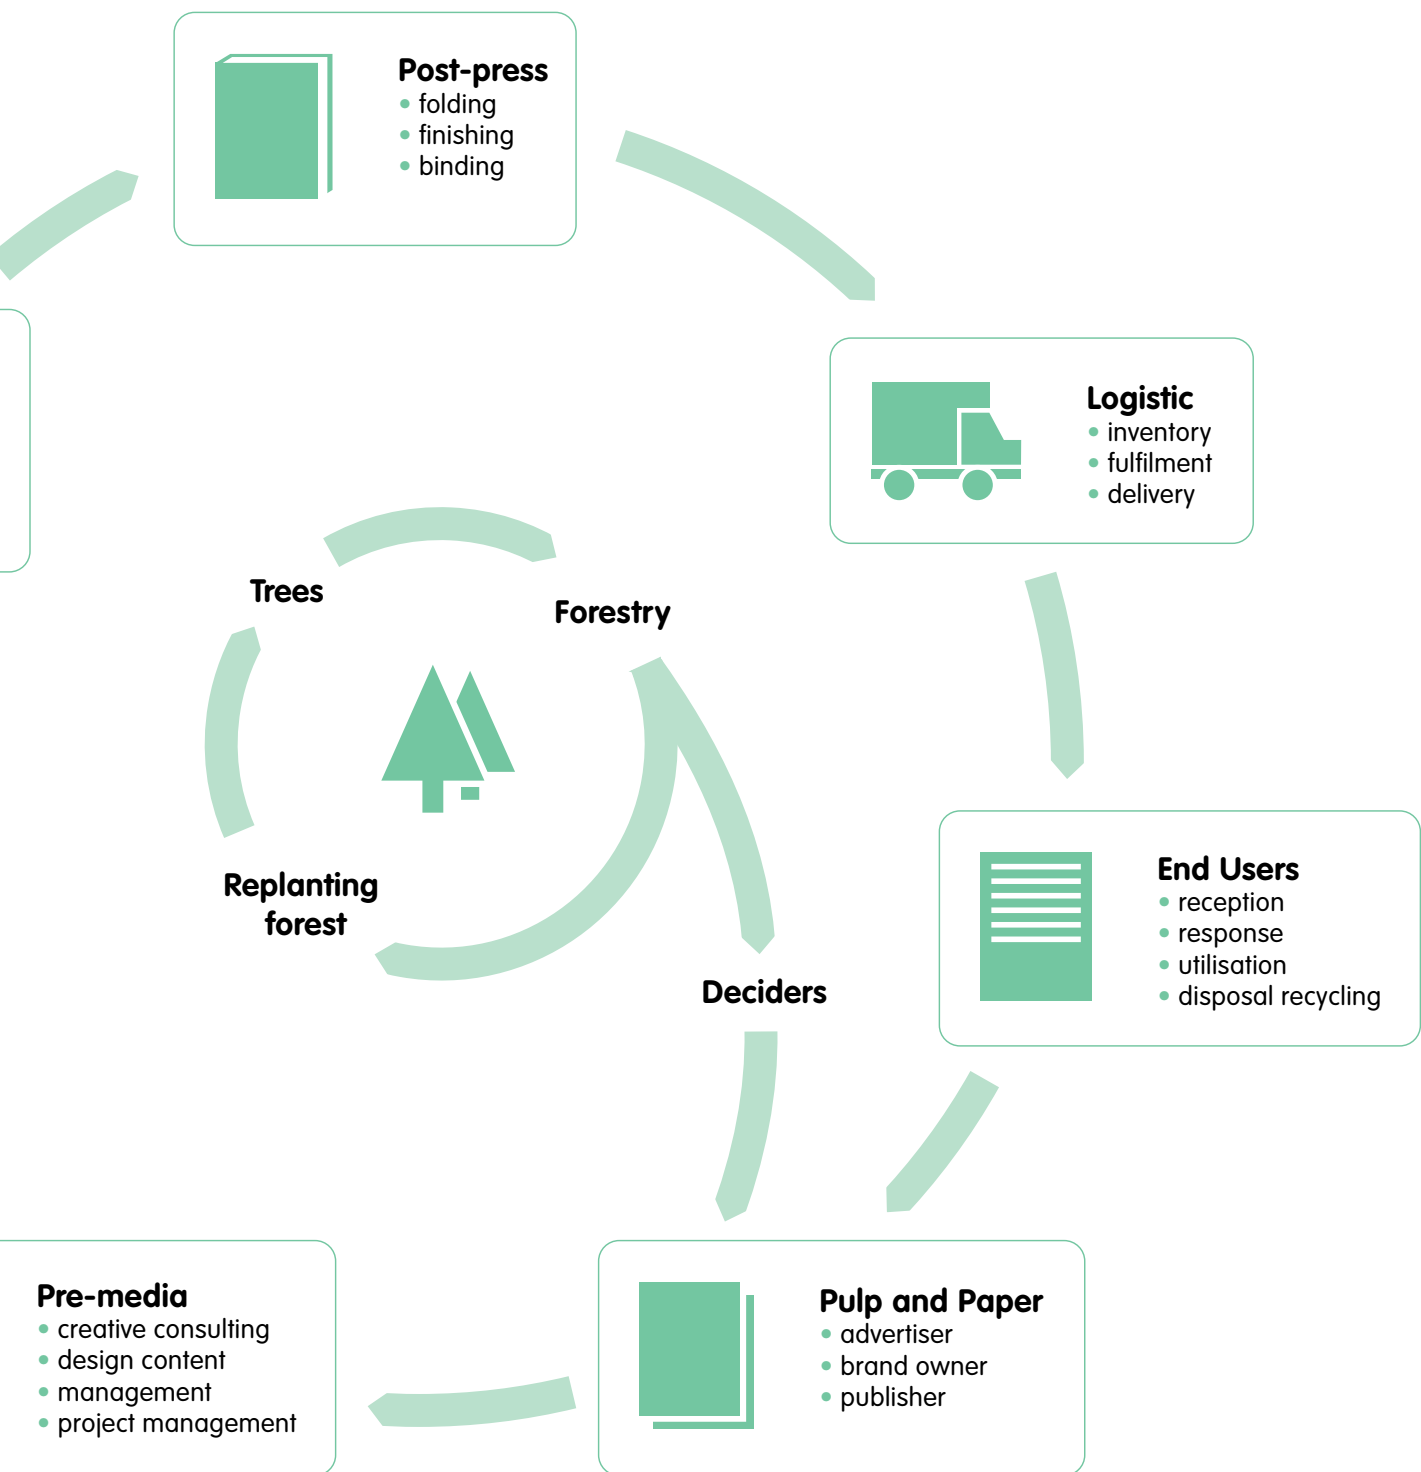 Post-press
• folding
• finishing
• binding
Logistic
• inventory
• fulfilment
• delivery
Trees
Forestry
Replanting
forest
End Users
• reception
• response
• utilisation
• disposal recycling
Deciders
Pre-media
• creative consulting
• design content
• management
• project management
Pulp and Paper
• advertiser
• brand owner
• publisher